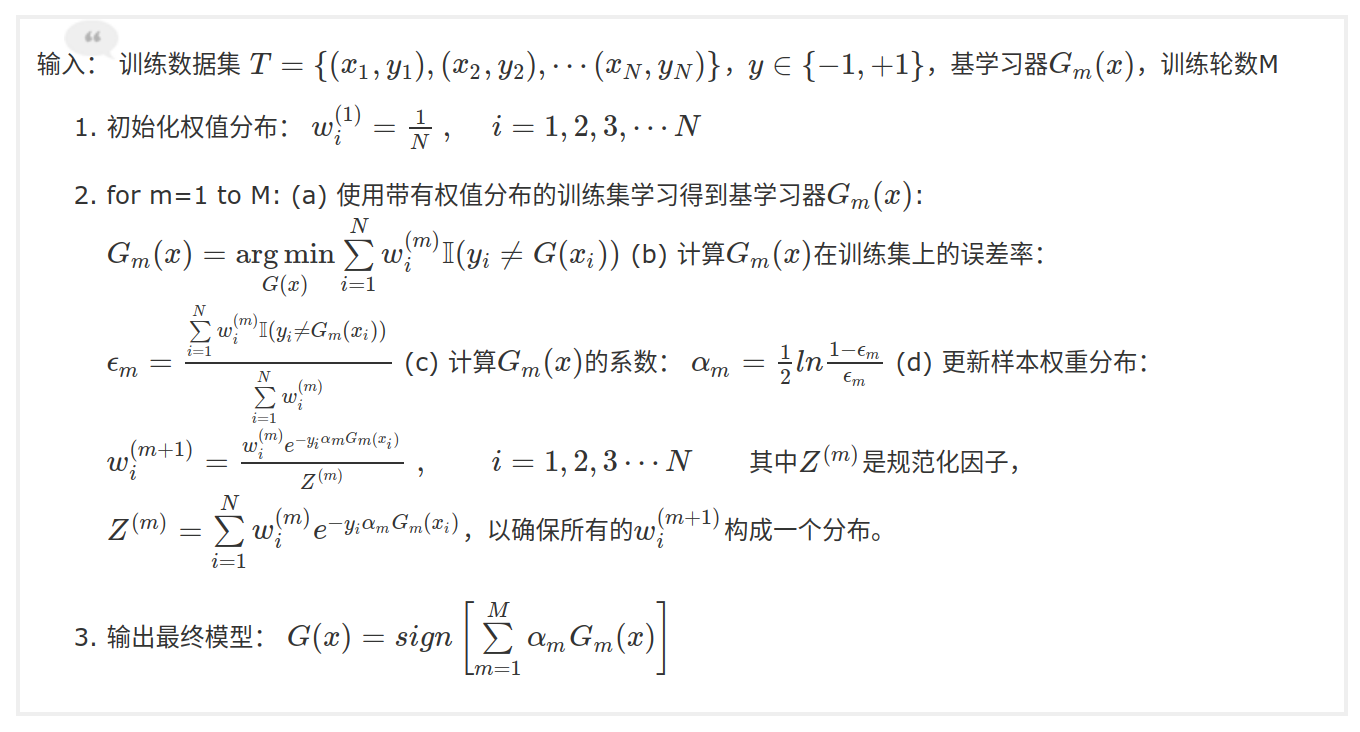 输入： 训练数据集 $T = \{(x_1, y_1), (x_2, y_2), \cdots (x_N, y_N)\}$，$y \in \{-1, +1\}$，基学习器$G_m(x)$，训练轮数M
1. 初始化权值分布： $w_i^{(1)} = \frac{1}{N}$ , $i = 1, 2, 3, \cdots N$
2. for m=1 to M: (a) 使用带有权值分布的训练集学习得到基学习器$G_m(x)$:
$G_m(x) = \underset{G(x)}{\arg\min} \sum_{i=1}^{N} w_i^{(m)} \mathbb{I}(y_i \neq G(x_i))$ (b) 计算$G_m(x)$在训练集上的误差率：
$\epsilon_m = \frac{\sum_{i=1}^{N} w_i^{(m)} \mathbb{I}(y_i \neq G_m(x_i))}{\sum_{i=1}^{N} w_i^{(m)}}$ (c) 计算$G_m(x)$的系数： $\alpha_m = \frac{1}{2} ln \frac{1-\epsilon_m}{\epsilon_m}$ (d) 更新样本权重分布：
$w_i^{(m+1)} = \frac{w_i^{(m)} e^{-y_i \alpha_m G_m(x_i)}}{Z^{(m)}}$ , $i = 1, 2, 3 \cdots N$ 其中$Z^{(m)}$是规范化因子，
$Z^{(m)} = \sum_{i=1}^{N} w_i^{(m)} e^{-y_i \alpha_m G_m(x_i)}$，以确保所有的$w_i^{(m+1)}$构成一个分布。
3. 输出最终模型： $G(x) = sign \left[ \sum_{m=1}^{M} \alpha_m G_m(x) \right]$